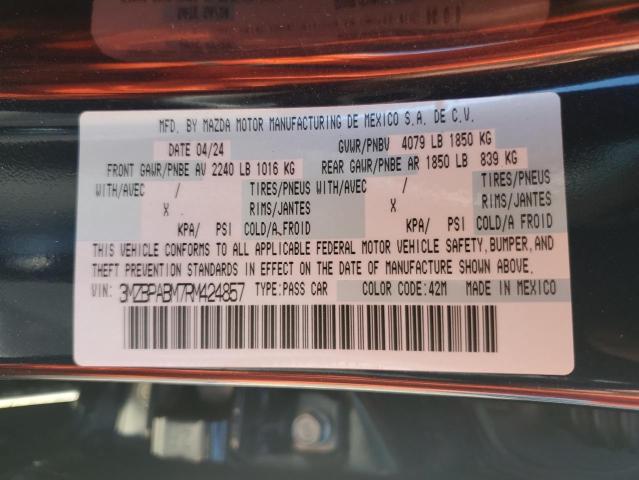 MFD. BY MAZDA MOTOR MANUFACTURING DE MEXICO S.A. DE C.V.
DATE 04/24 GVWR/PNBV 4079 LB 1850 KG
FRONT GAWR/PNBE AV 2240 LB 1016 KG REAR GAWR/PNBE AR 1850 LB 839 KG
WITH/AVEC / TIRES/PNEUS WITH/AVEC / TIRES/PNEUS
X RIMS/JANTES X RIMS/JANTES
KPA/ PSI COLD/A FROID KPA/ PSI COLD/A FROID
THIS VEHICLE CONFORMS TO ALL APPLICABLE FEDERAL MOTOR VEHICLE SAFETY, BUMPER, AND
THEFT PREVENTION STANDARDS IN EFFECT ON THE DATE OF MANUFACTURE SHOWN ABOVE.
VIN: 3MZBPABM7RM424857 TYPE:PASS CAR COLOR CODE:42M MADE IN MEXICO